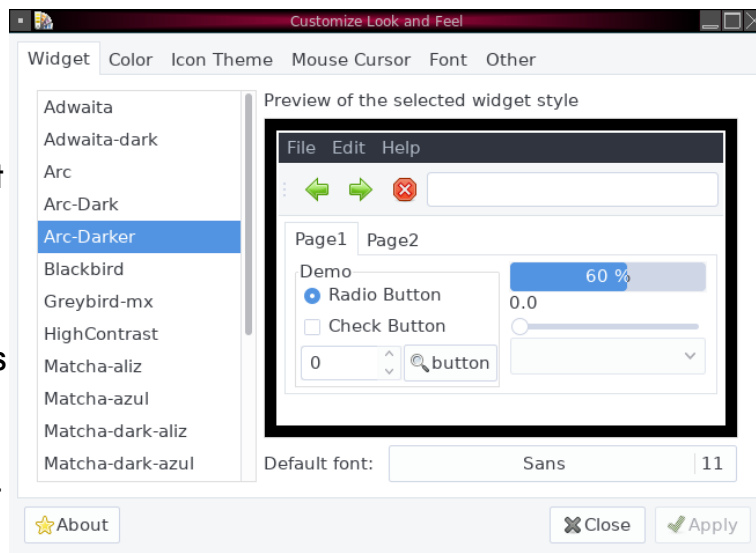 Customize Look and Feel
Widget Color Icon Theme Mouse Cursor Font Other
Adwaita
Adwaita-dark
Arc
Arc-Dark
Arc-Darker
Blackbird
Greybird-mx
HighContrast
Matcha-aliz
Matcha-azul
Matcha-dark-aliz
Matcha-dark-azul
Preview of the selected widget style
File Edit Help
Page1 Page2
Demo
Radio Button
Check Button
0 button
60 %
0.0
Default font: Sans 11
About Close Apply